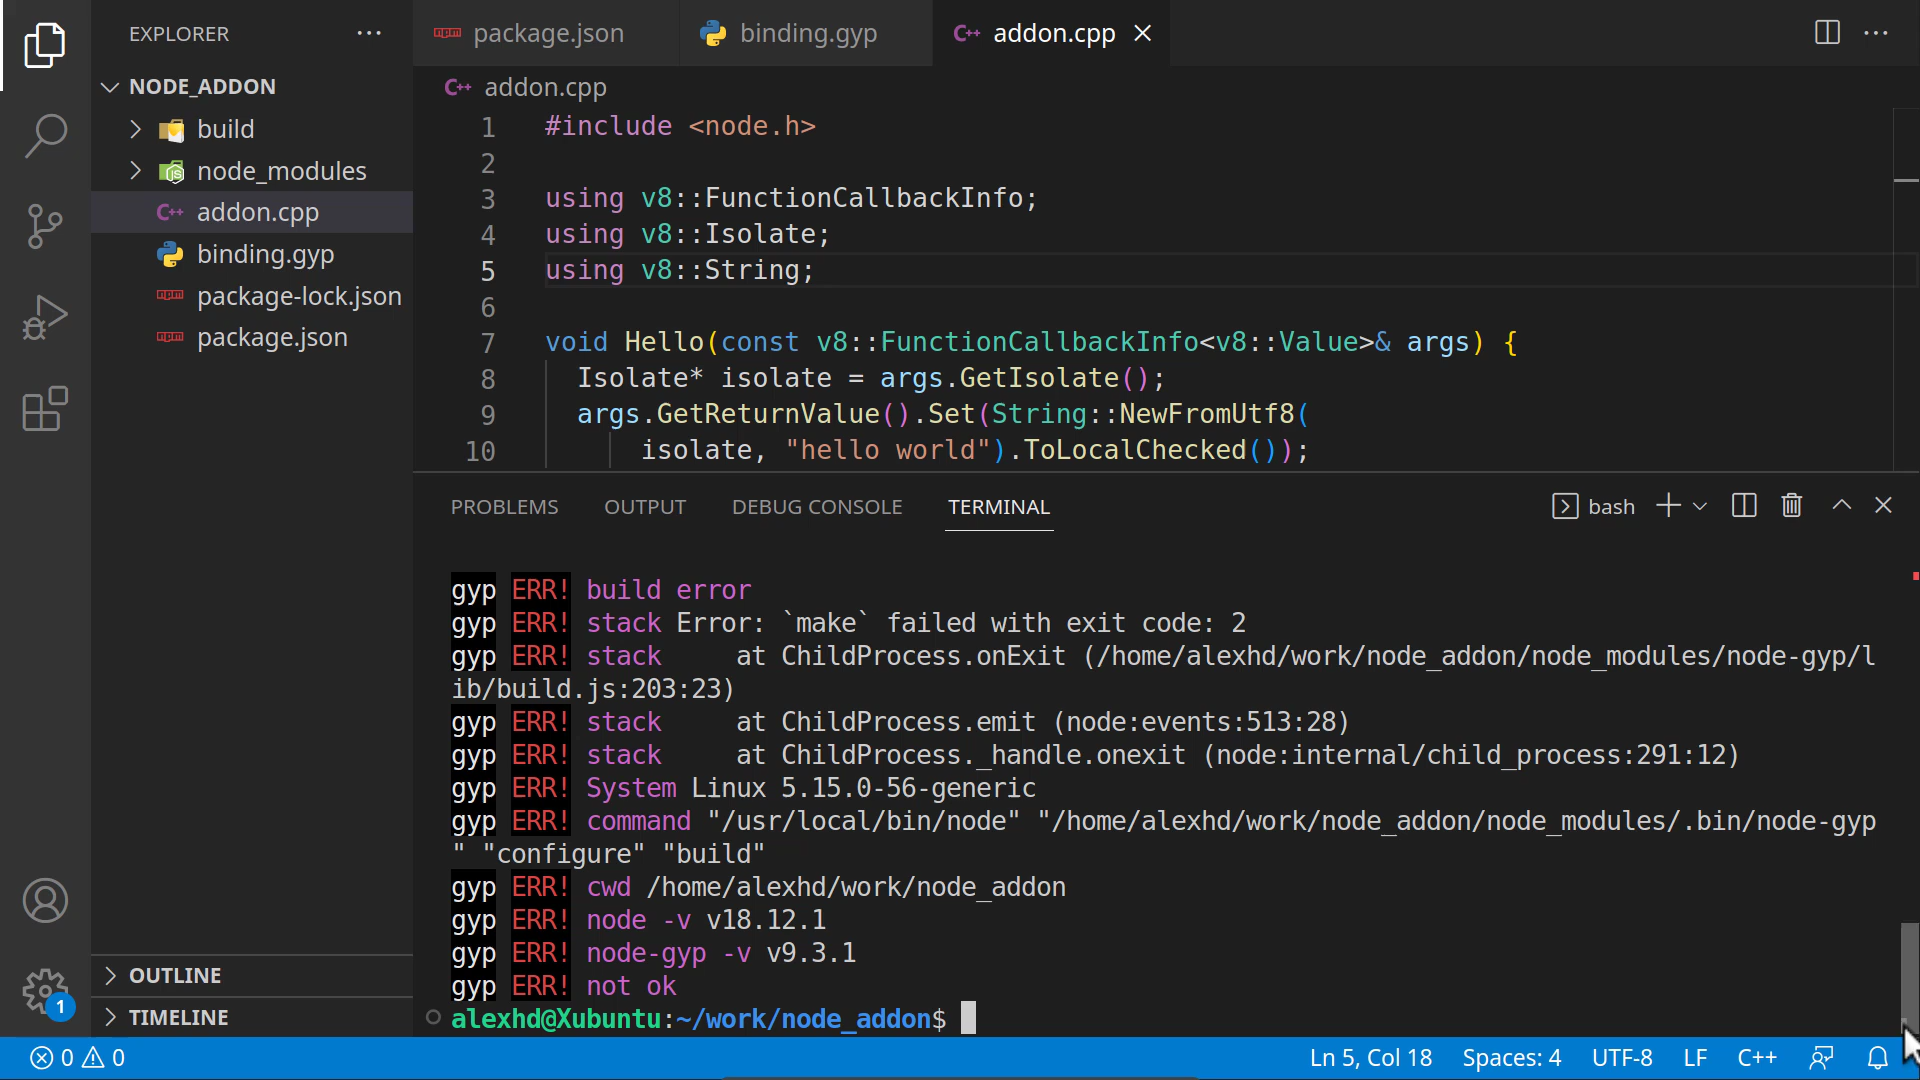 EXPLORER
NODE_ADDON
build
node_modules
addon.cpp
binding.gyp
package-lock.json
package.json
OUTLINE
TIMELINE
package.json
binding.gyp
C++ addon.cpp
C++ addon.cpp
1 #include <node.h>
2
3 using v8::FunctionCallbackInfo;
4 using v8::Isolate;
5 using v8::String;
6
7 void Hello(const v8::FunctionCallbackInfo<v8::Value>& args) {
8 Isolate* isolate = args.GetIsolate();
9 args.GetReturnValue().Set(String::NewFromUtf8(
10 isolate, "hello world").ToLocalChecked());
PROBLEMS OUTPUT DEBUG CONSOLE TERMINAL bash
gyp ERR! build error
gyp ERR! stack Error: `make` failed with exit code: 2
gyp ERR! stack     at ChildProcess.onExit (/home/alexhd/work/node_addon/node_modules/node-gyp/l
ib/build.js:203:23)
gyp ERR! stack     at ChildProcess.emit (node:events:513:28)
gyp ERR! stack     at ChildProcess._handle.onexit (node:internal/child_process:291:12)
gyp ERR! System Linux 5.15.0-56-generic
gyp ERR! command "/usr/local/bin/node" "/home/alexhd/work/node_addon/node_modules/.bin/node-gyp
" "configure" "build"
gyp ERR! cwd /home/alexhd/work/node_addon
gyp ERR! node -v v18.12.1
gyp ERR! node-gyp -v v9.3.1
gyp ERR! not ok
alexhd@Xubuntu:~/work/node_addon$
1
0 0 Ln 5, Col 18 Spaces: 4 UTF-8 LF C++